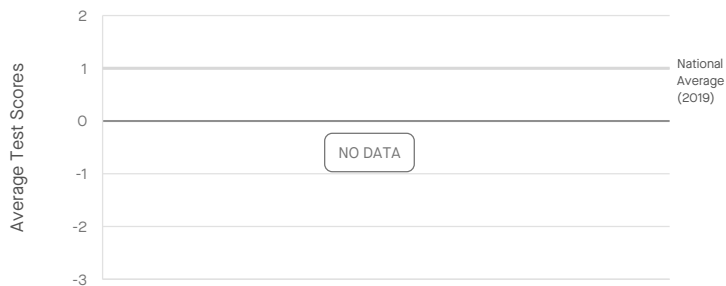 Average Test Scores
2
1
0
-1
-2
-3
National
Average
(2019)
NO DATA